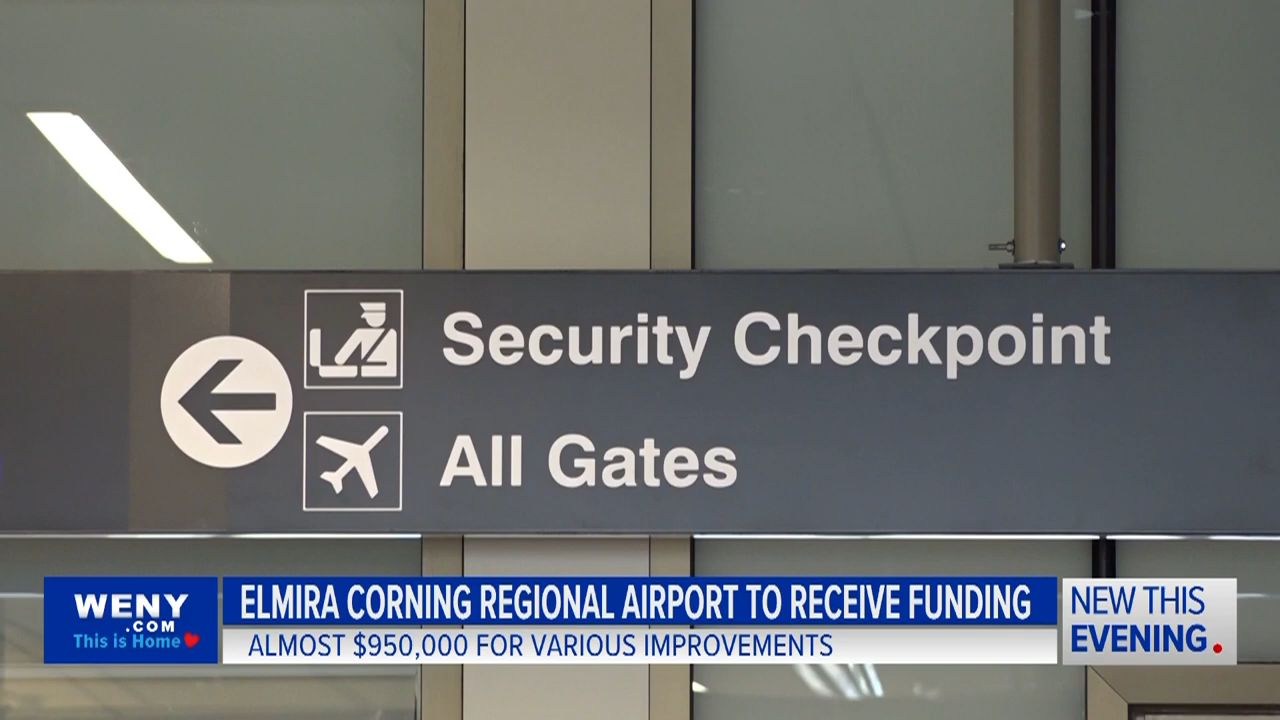 Security Checkpoint
All Gates
WENY
.COM
This is Home
ELMIRA CORNING REGIONAL AIRPORT TO RECEIVE FUNDING
ALMOST $950,000 FOR VARIOUS IMPROVEMENTS
NEW THIS
EVENING.